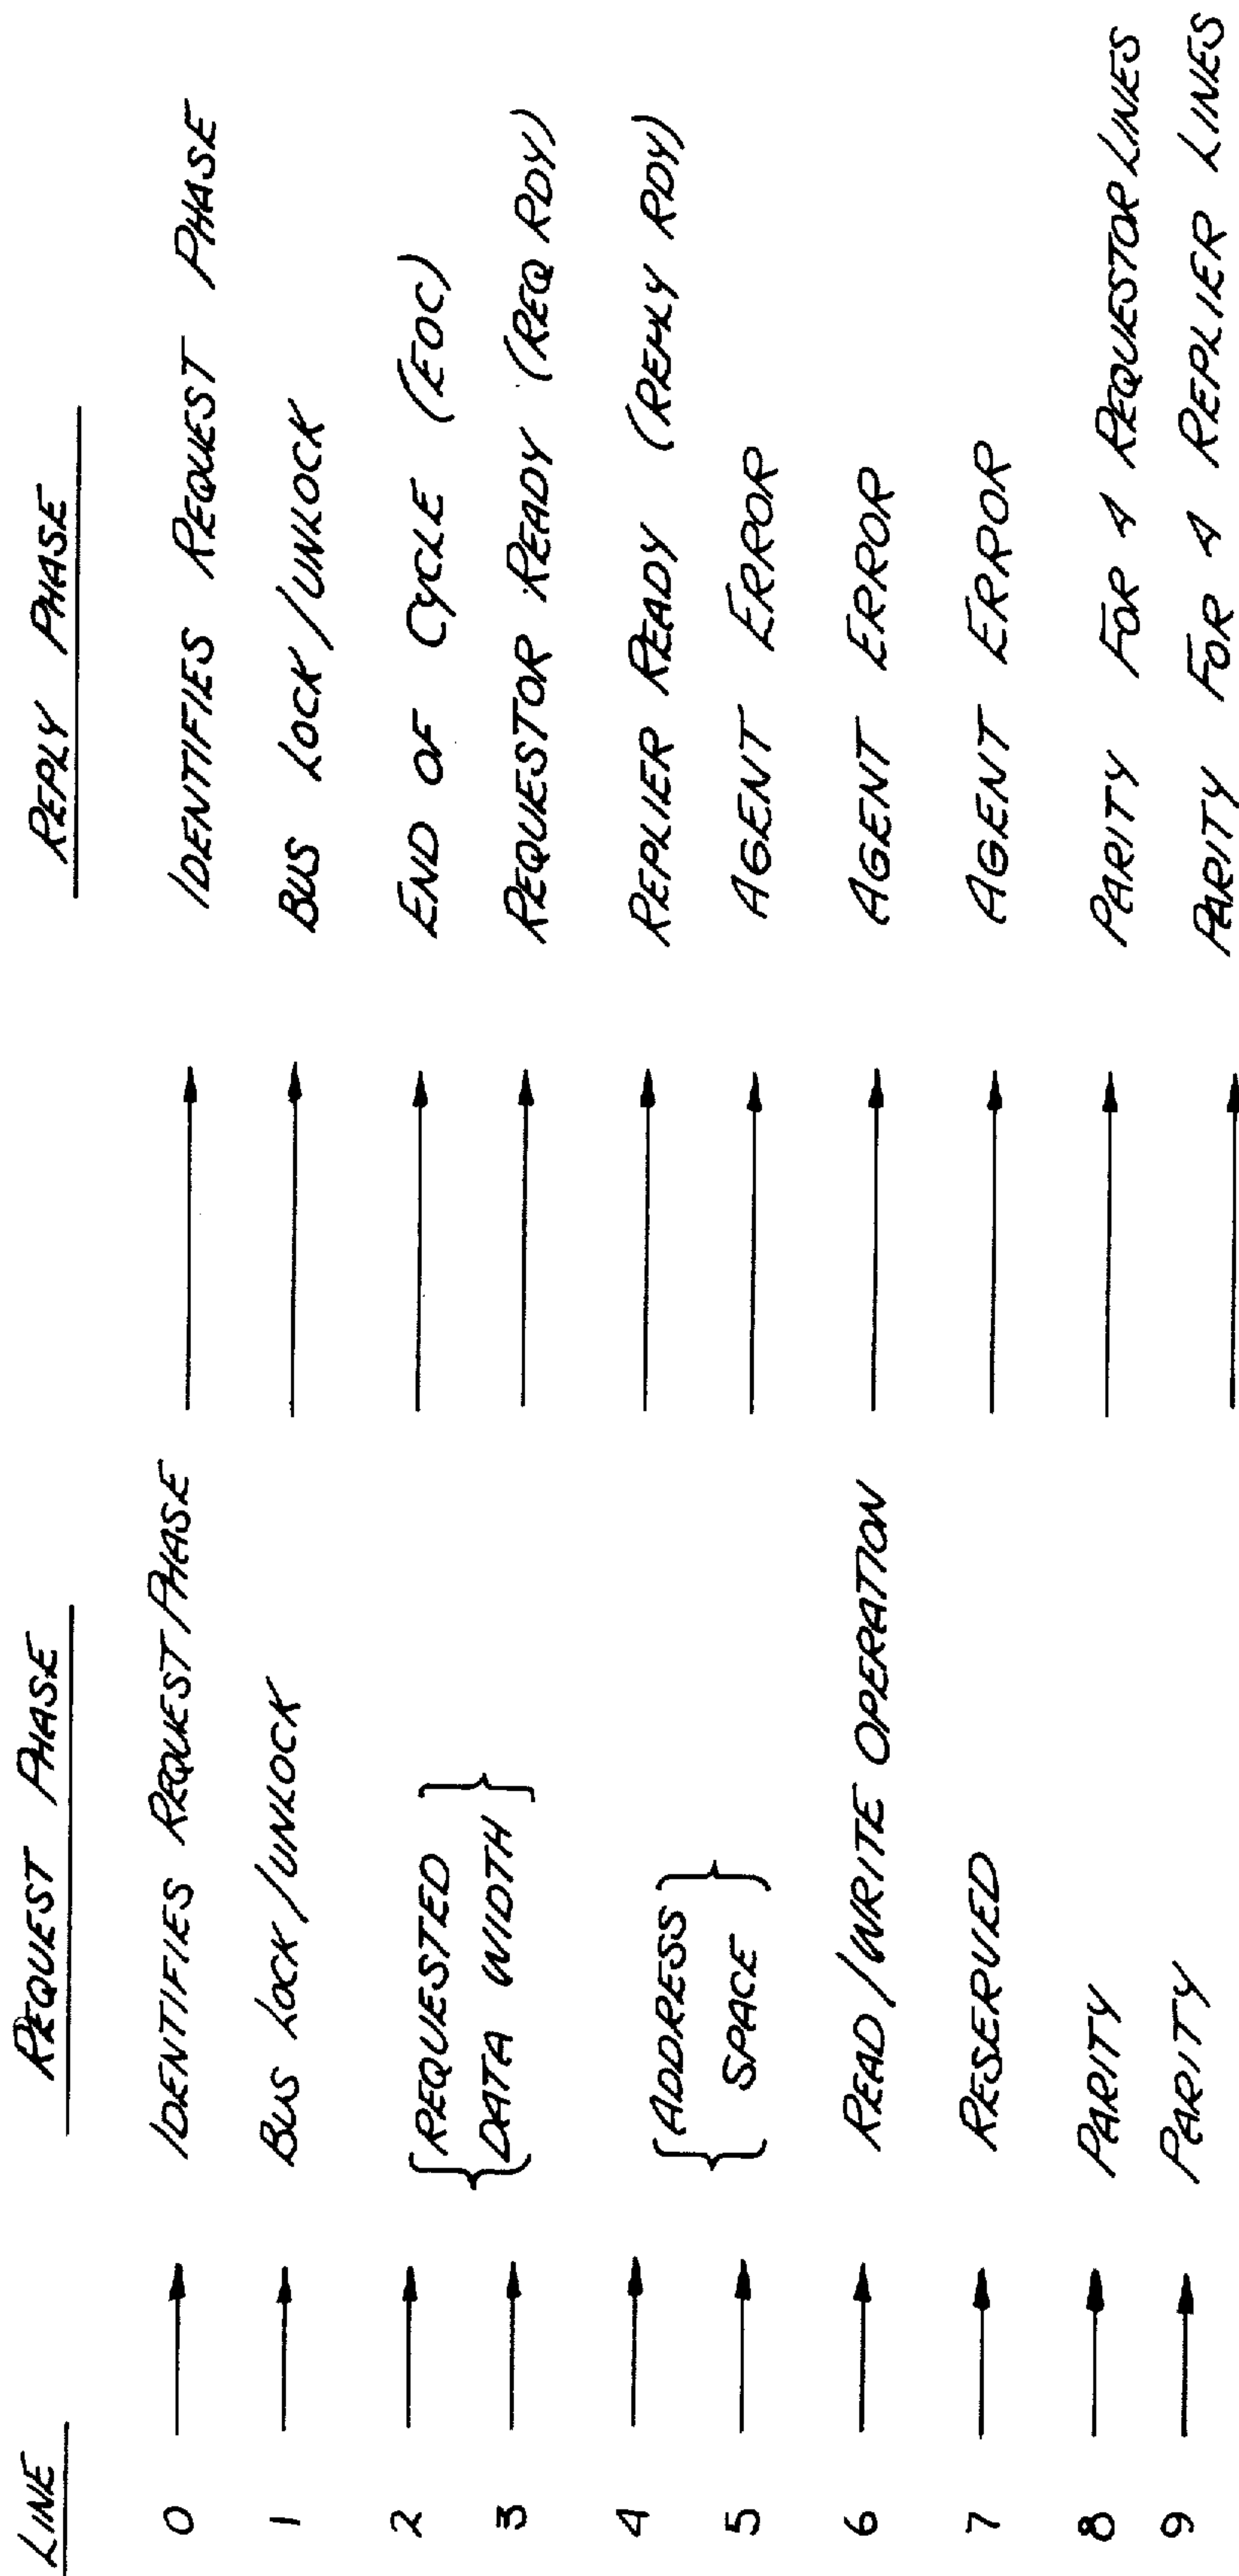 LINE REQUEST PHASE REPLY PHASE
0 IDENTIFIES REQUEST PHASE IDENTIFIES REQUEST PHASE
1 BUS LOCK/UNLOCK BUS LOCK/UNLOCK
2 {REQUESTED } END OF CYCLE (EOC)
3 DATA WIDTH REQUESTOR READY (REQ RDY)
4 {ADDRESS } REPLIER READY (REPLY RDY)
5 SPACE AGENT ERROR
6 READ/WRITE OPERATION AGENT ERROR
7 RESERVED AGENT ERROR
8 PARITY PARITY FOR 4 REQUESTOR LINES
9 PARITY PARITY FOR 4 REPLIER LINES